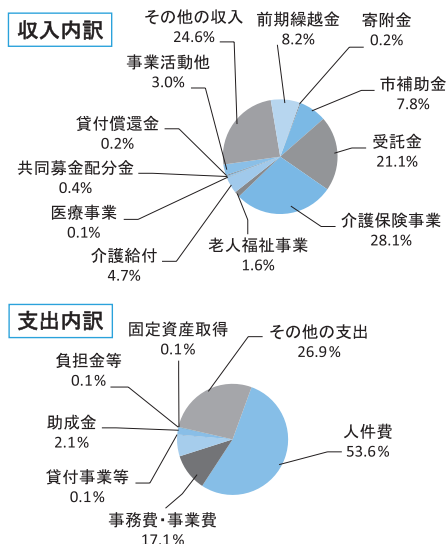 収入内訳
その他の収入
24.6%
前期繰越金
8.2%
寄附金
0.2%
市補助金
7.8%
受託金
21.1%
介護保険事業
28.1%
老人福祉事業
1.6%
介護給付
4.7%
医療事業
0.1%
共同募金配分金
0.4%
貸付償還金
0.2%
事業活動他
3.0%
支出内訳
固定資産取得
0.1%
その他の支出
26.9%
人件費
53.6%
事務費・事業費
17.1%
貸付事業等
0.1%
助成金
2.1%
負担金等
0.1%